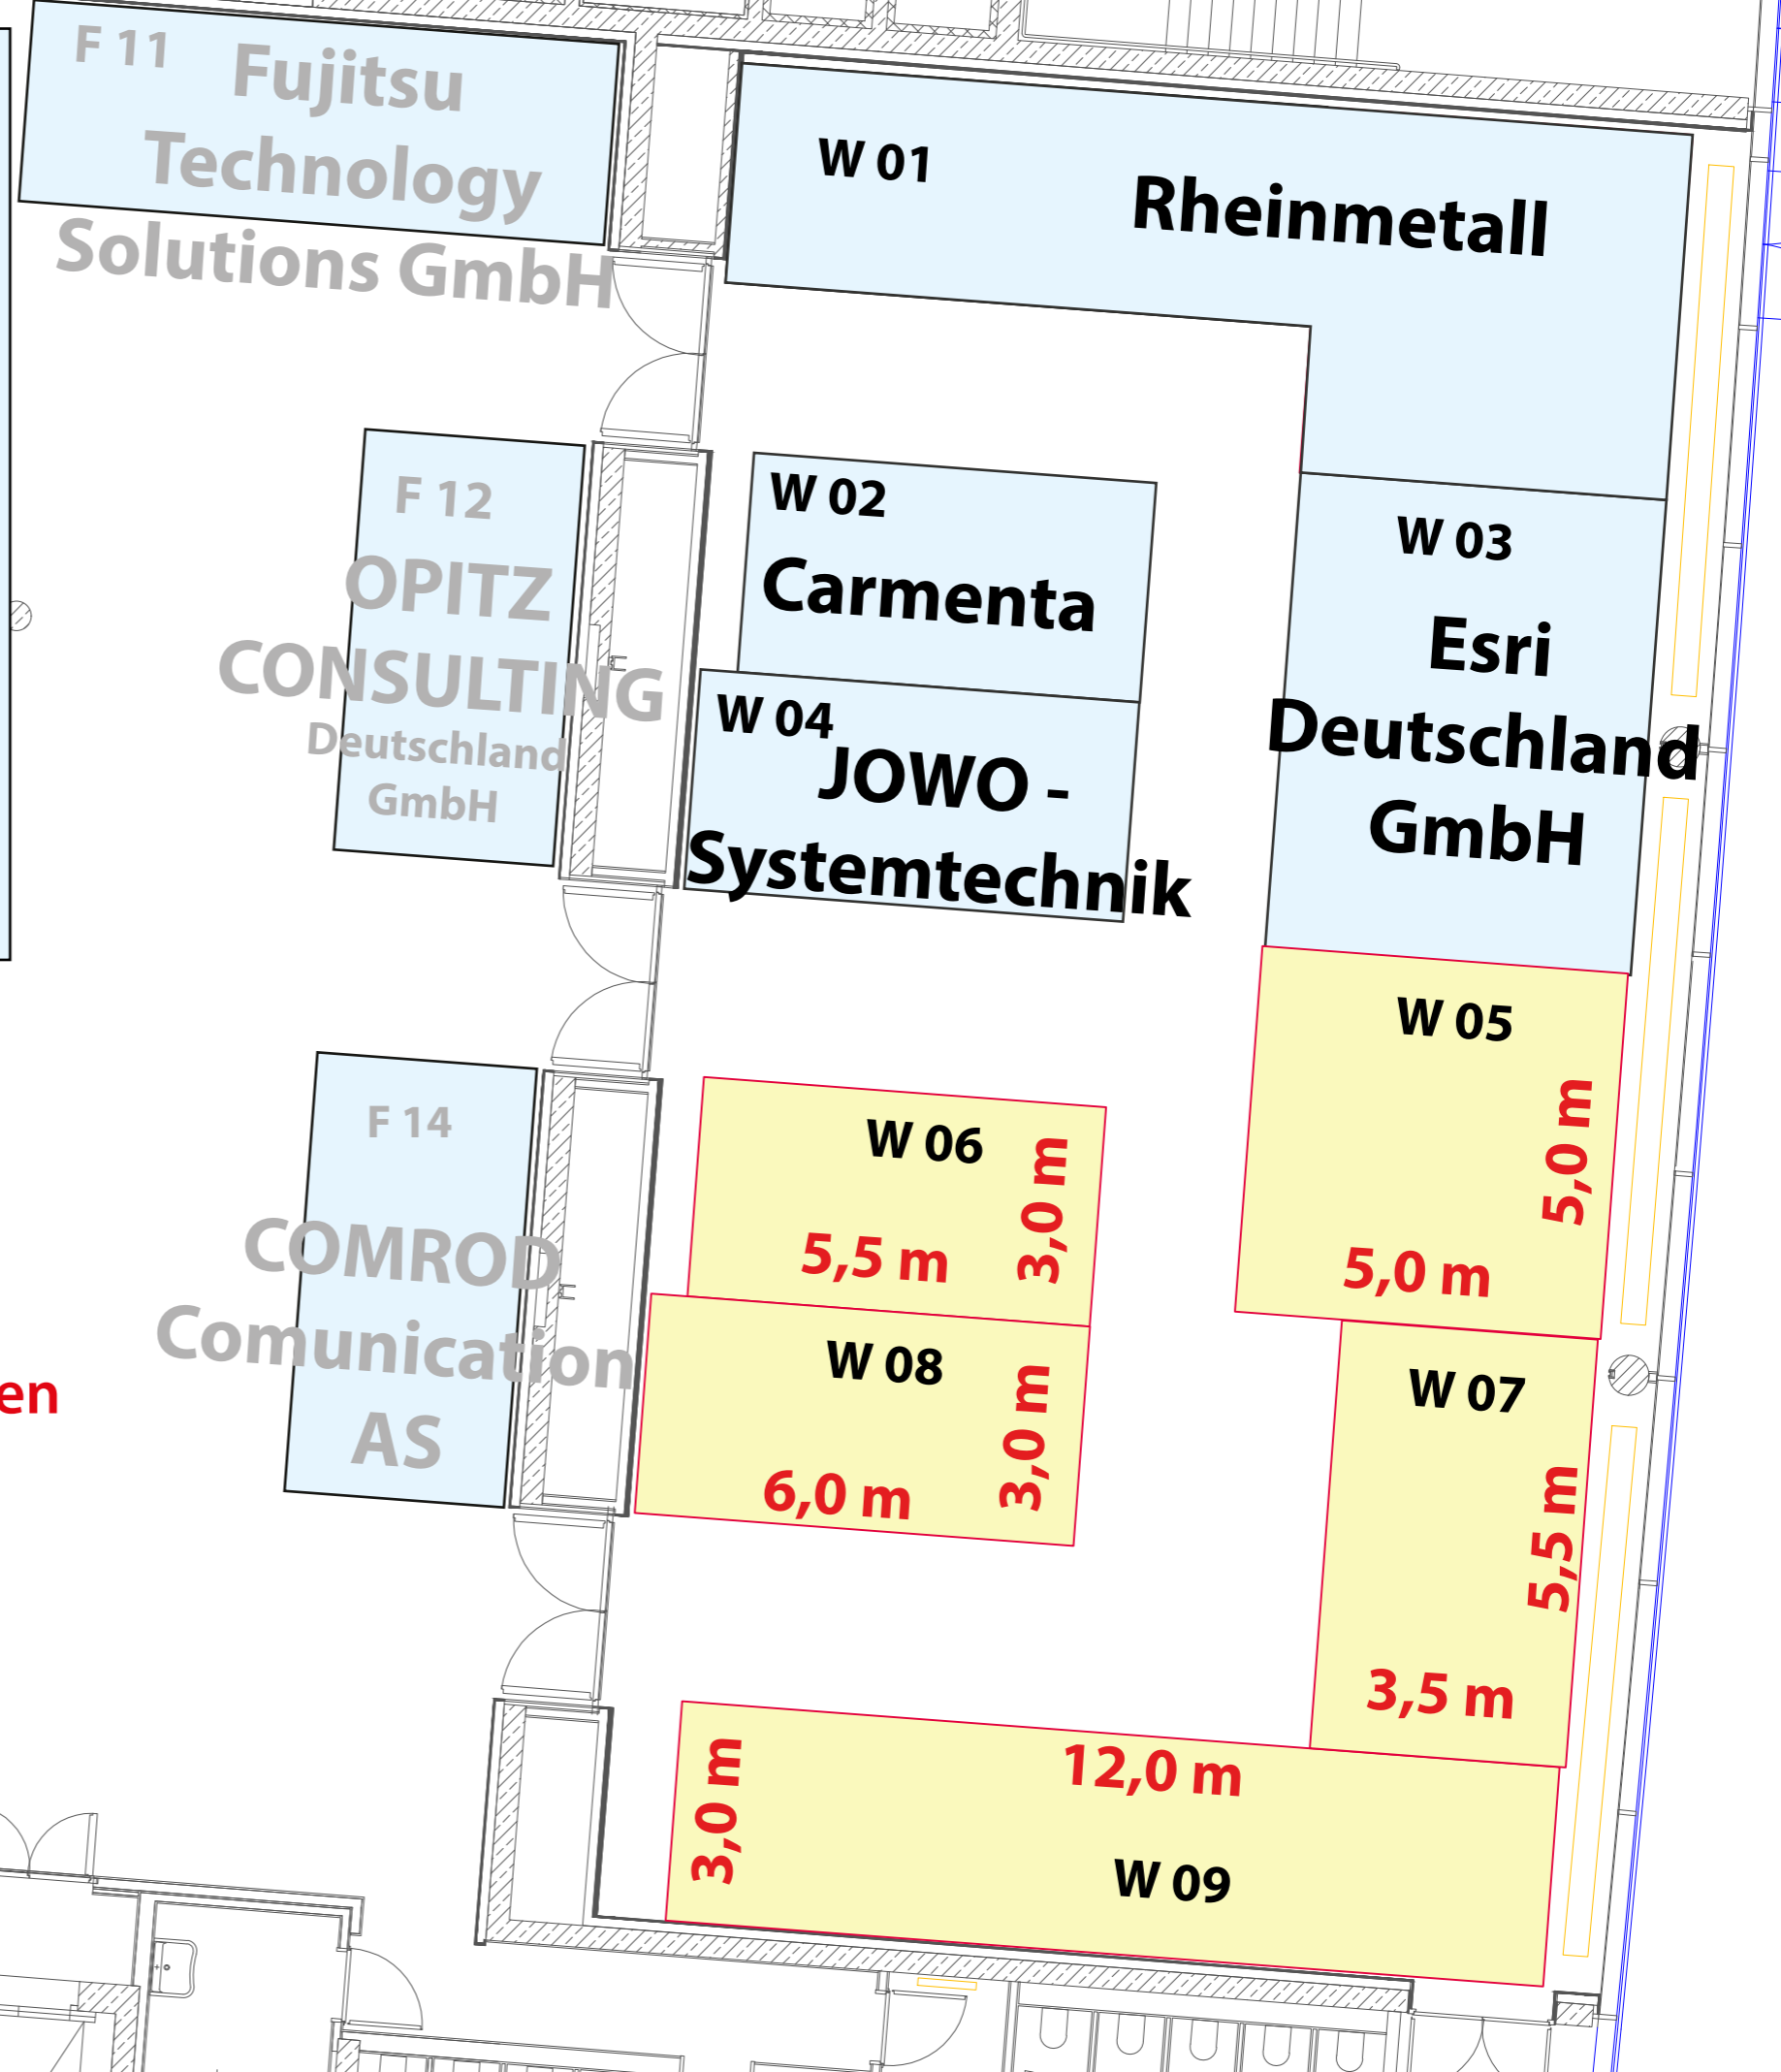 F 11
Fujitsu
Technology
Solutions GmbH
W 01
Rheinmetall
F 12
OPITZ
CONSULTING
Deutschland
GmbH
W 02
Carmenta
W 03
Esri
Deutschland
GmbH
W 04
JOWO -
Systemtechnik
W 05
5,0 m
5,0 m
F 14
COMROD
Comunication
AS
W 06
3,0 m
5,5 m
W 08
3,0 m
6,0 m
W 07
5,5 m
3,5 m
en
12,0 m
3,0 m
W 09